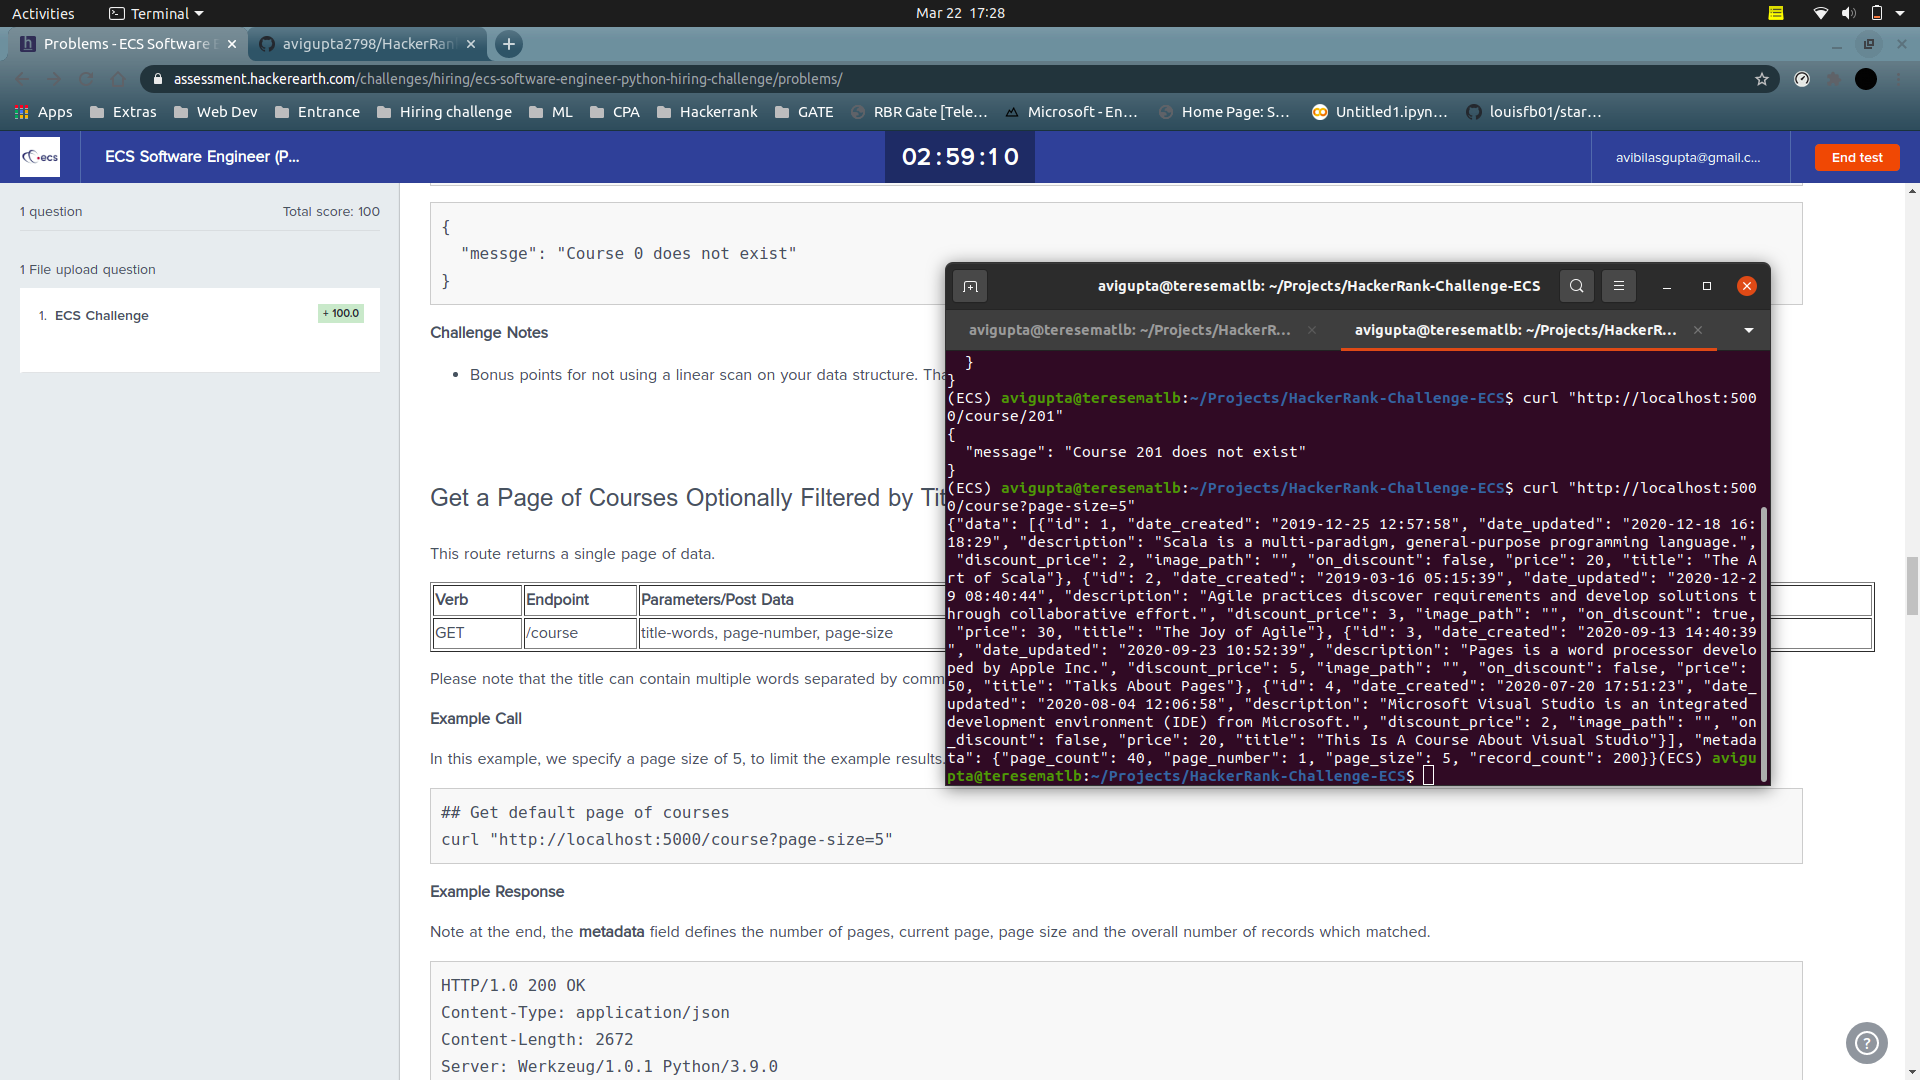 Activities
Terminal
Mar 22  17:28
Problems - ECS Software E
avigupta2798/HackerRan
assessment.hackerearth.com/challenges/hiring/ecs-software-engineer-python-hiring-challenge/problems/
Apps
Extras
Web Dev
Entrance
Hiring challenge
ML
CPA
Hackerrank
GATE
RBR Gate [Tele...
Microsoft - En...
Home Page: S...
Untitled1.ipyn...
louisfb01/star...
ecs
ECS Software Engineer (P...
02:59:10
avibilasgupta@gmail.c...
End test
1 question
Total score: 100
1 File upload question
1. ECS Challenge
+ 100.0
{
"messge": "Course 0 does not exist"
}
Challenge Notes
• Bonus points for not using a linear scan on your data structure. Tha
Get a Page of Courses Optionally Filtered by Tit
This route returns a single page of data.
Verb
Endpoint
Parameters/Post Data
GET
/course
title-words, page-number, page-size
Please note that the title can contain multiple words separated by comm
Example Call
In this example, we specify a page size of 5, to limit the example results.
## Get default page of courses
curl "http://localhost:5000/course?page-size=5"
Example Response
Note at the end, the metadata field defines the number of pages, current page, page size and the overall number of records which matched.
HTTP/1.0 200 OK
Content-Type: application/json
Content-Length: 2672
Server: Werkzeug/1.0.1 Python/3.9.0
avigupta@teresematlb: ~/Projects/HackerRank-Challenge-ECS
avigupta@teresematlb: ~/Projects/HackerR...
avigupta@teresematlb: ~/Projects/HackerR...
}
}
(ECS) avigupta@teresematlb:~/Projects/HackerRank-Challenge-ECS$ curl "http://localhost:500
0/course/201"
{
"message": "Course 201 does not exist"
}
(ECS) avigupta@teresematlb:~/Projects/HackerRank-Challenge-ECS$ curl "http://localhost:500
0/course?page-size=5"
{"data": [{"id": 1, "date_created": "2019-12-25 12:57:58", "date_updated": "2020-12-18 16:
18:29", "description": "Scala is a multi-paradigm, general-purpose programming language.",
"discount_price": 2, "image_path": "", "on_discount": false, "price": 20, "title": "The A
rt of Scala"}, {"id": 2, "date_created": "2019-03-16 05:15:39", "date_updated": "2020-12-2
9 08:40:44", "description": "Agile practices discover requirements and develop solutions t
hrough collaborative effort.", "discount_price": 3, "image_path": "", "on_discount": true,
"price": 30, "title": "The Joy of Agile"}, {"id": 3, "date_created": "2020-09-13 14:40:39
", "date_updated": "2020-09-23 10:52:39", "description": "Pages is a word processor develo
ped by Apple Inc.", "discount_price": 5, "image_path": "", "on_discount": false, "price":
50, "title": "Talks About Pages"}, {"id": 4, "date_created": "2020-07-20 17:51:23", "date_
updated": "2020-08-04 12:06:58", "description": "Microsoft Visual Studio is an integrated
development environment (IDE) from Microsoft.", "discount_price": 2, "image_path": "", "on
_discount": false, "price": 20, "title": "This Is A Course About Visual Studio"}], "metada
ta": {"page_count": 40, "page_number": 1, "page_size": 5, "record_count": 200}}(ECS) avigu
pta@teresematlb:~/Projects/HackerRank-Challenge-ECS$